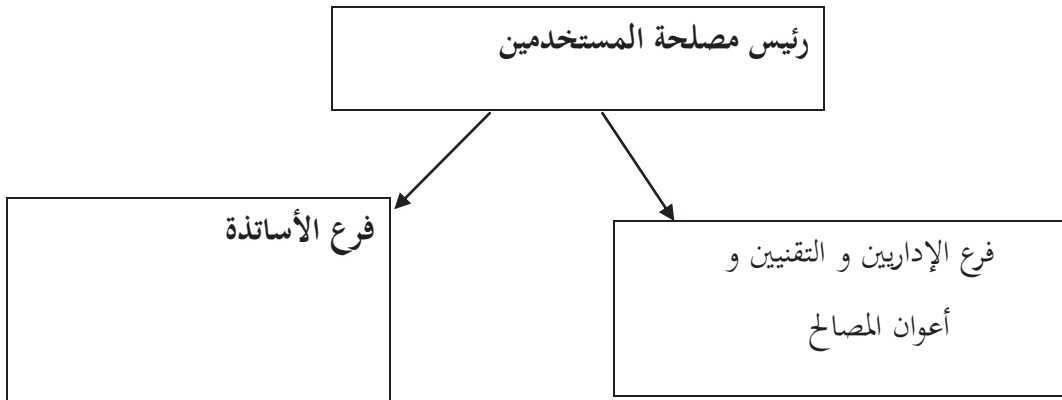 رئيس مصلحة المستخدمين
فرع الإداريين و التقنيين و
أعوان المصالح
فرع الأساتذة